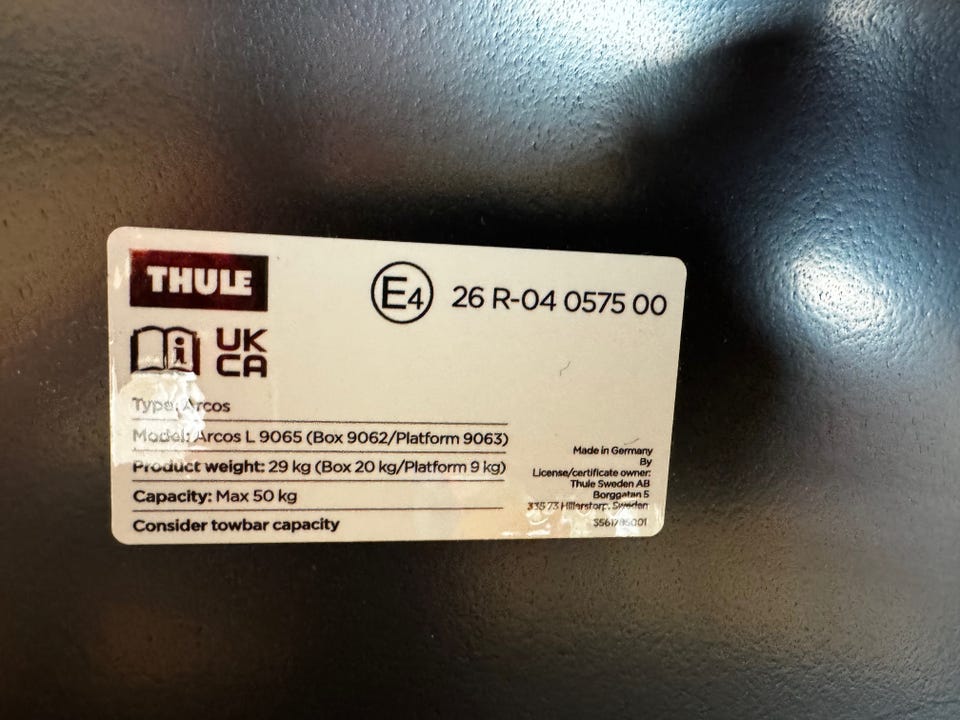 THULE
E4 26 R-04 0575 00
UK
CA
Type: Arcos
Model: Arcos L 9065 (Box 9062/Platform 9063)
Product weight: 29 kg (Box 20 kg/Platform 9 kg)
Capacity: Max 50 kg
Consider towbar capacity
Made in Germany
By
License/certificate owner:
Thule Sweden AB
Borggatan 5
335 73 Hillerstorp, Sweden